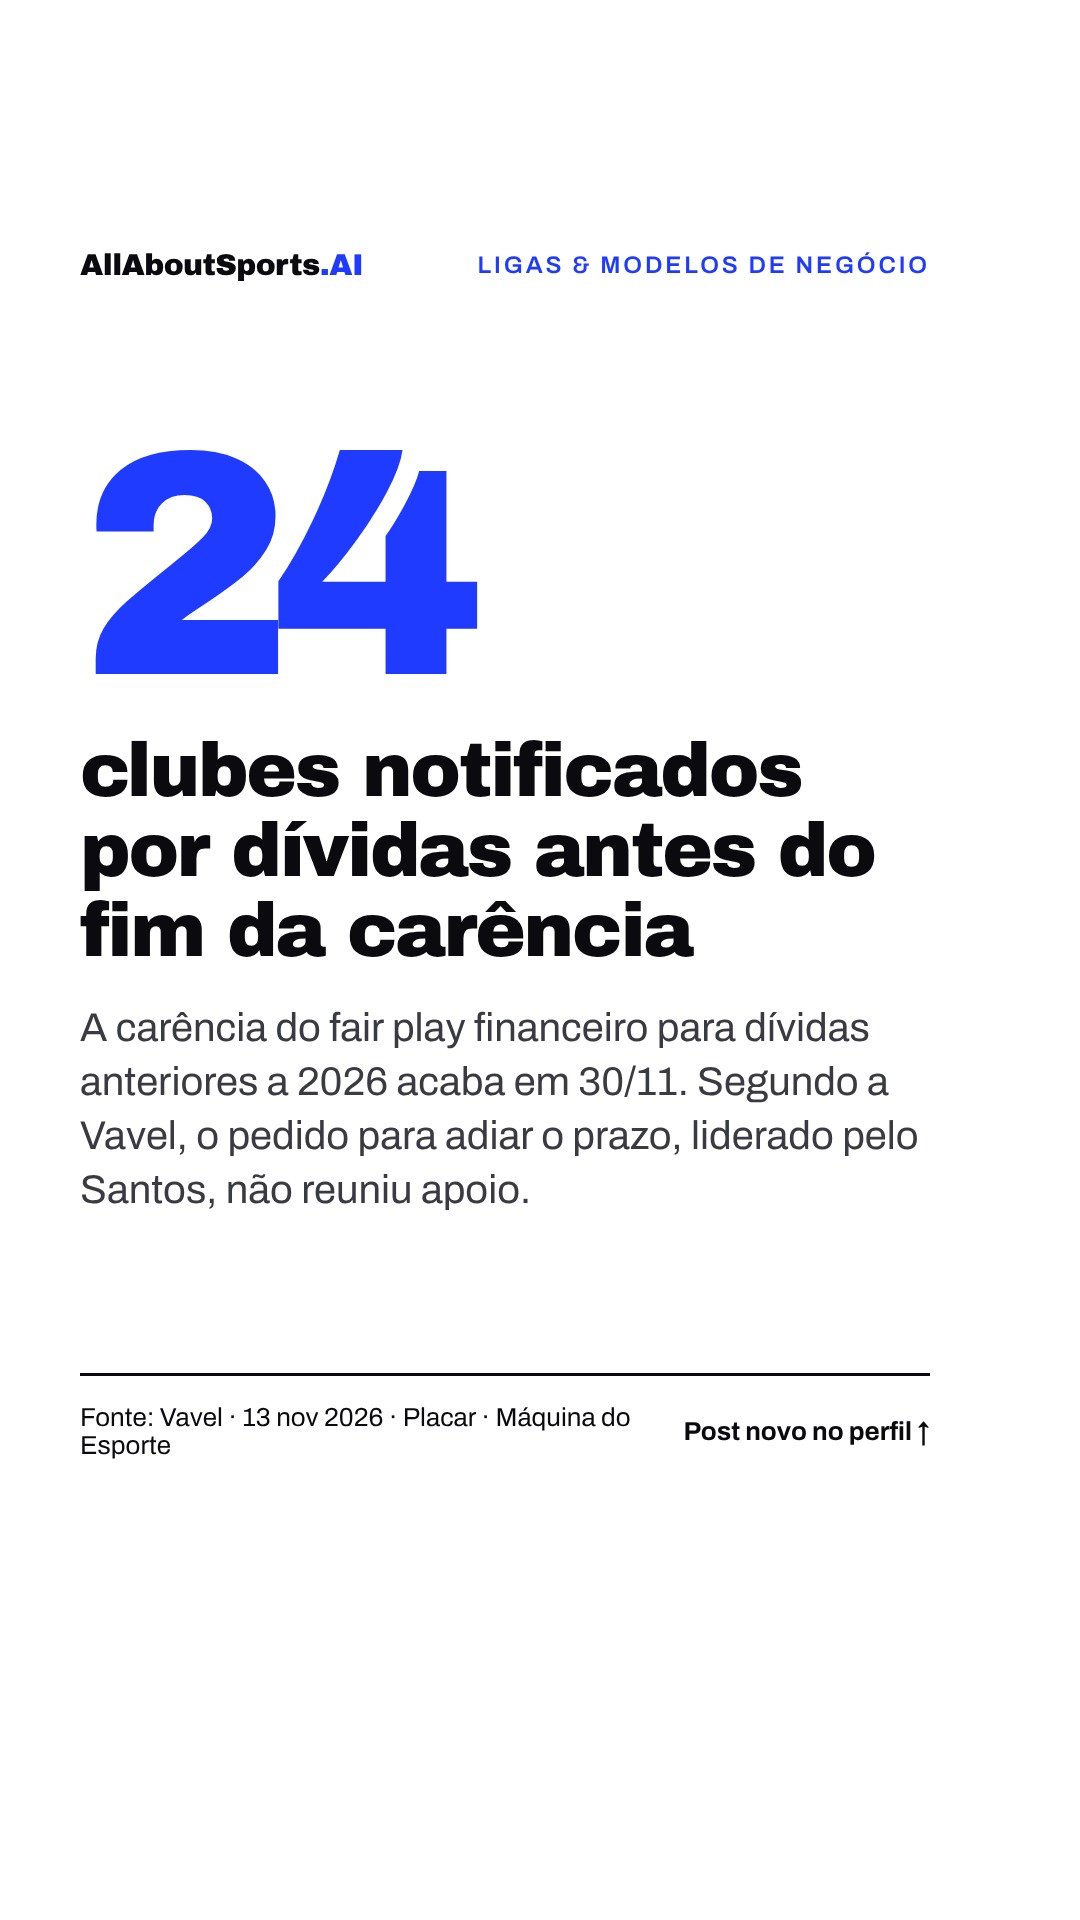 AllAboutSports.AI
LIGAS & MODELOS DE NEGÓCIO
24
clubes notificados
por dívidas antes do
fim da carência
A carência do fair play financeiro para dívidas
anteriores a 2026 acaba em 30/11. Segundo a
Vavel, o pedido para adiar o prazo, liderado pelo
Santos, não reuniu apoio.
Fonte: Vavel · 13 nov 2026 · Placar · Máquina do
Esporte
Post novo no perfil ↑